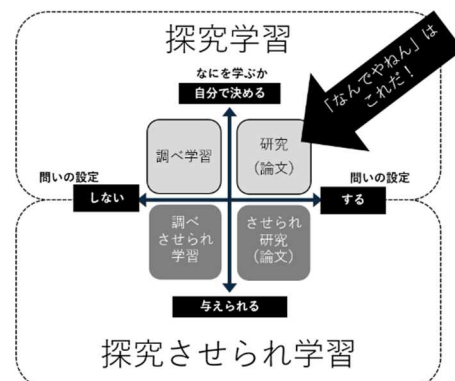 探究学習
「なんでやねん」は
これだ！
なにを学ぶか
自分で決める
調べ学習
研究
（論文）
問いの設定
しない
問いの設定
する
調べ
させられ
学習
させられ
研究
（論文）
与えられる
探究させられ学習